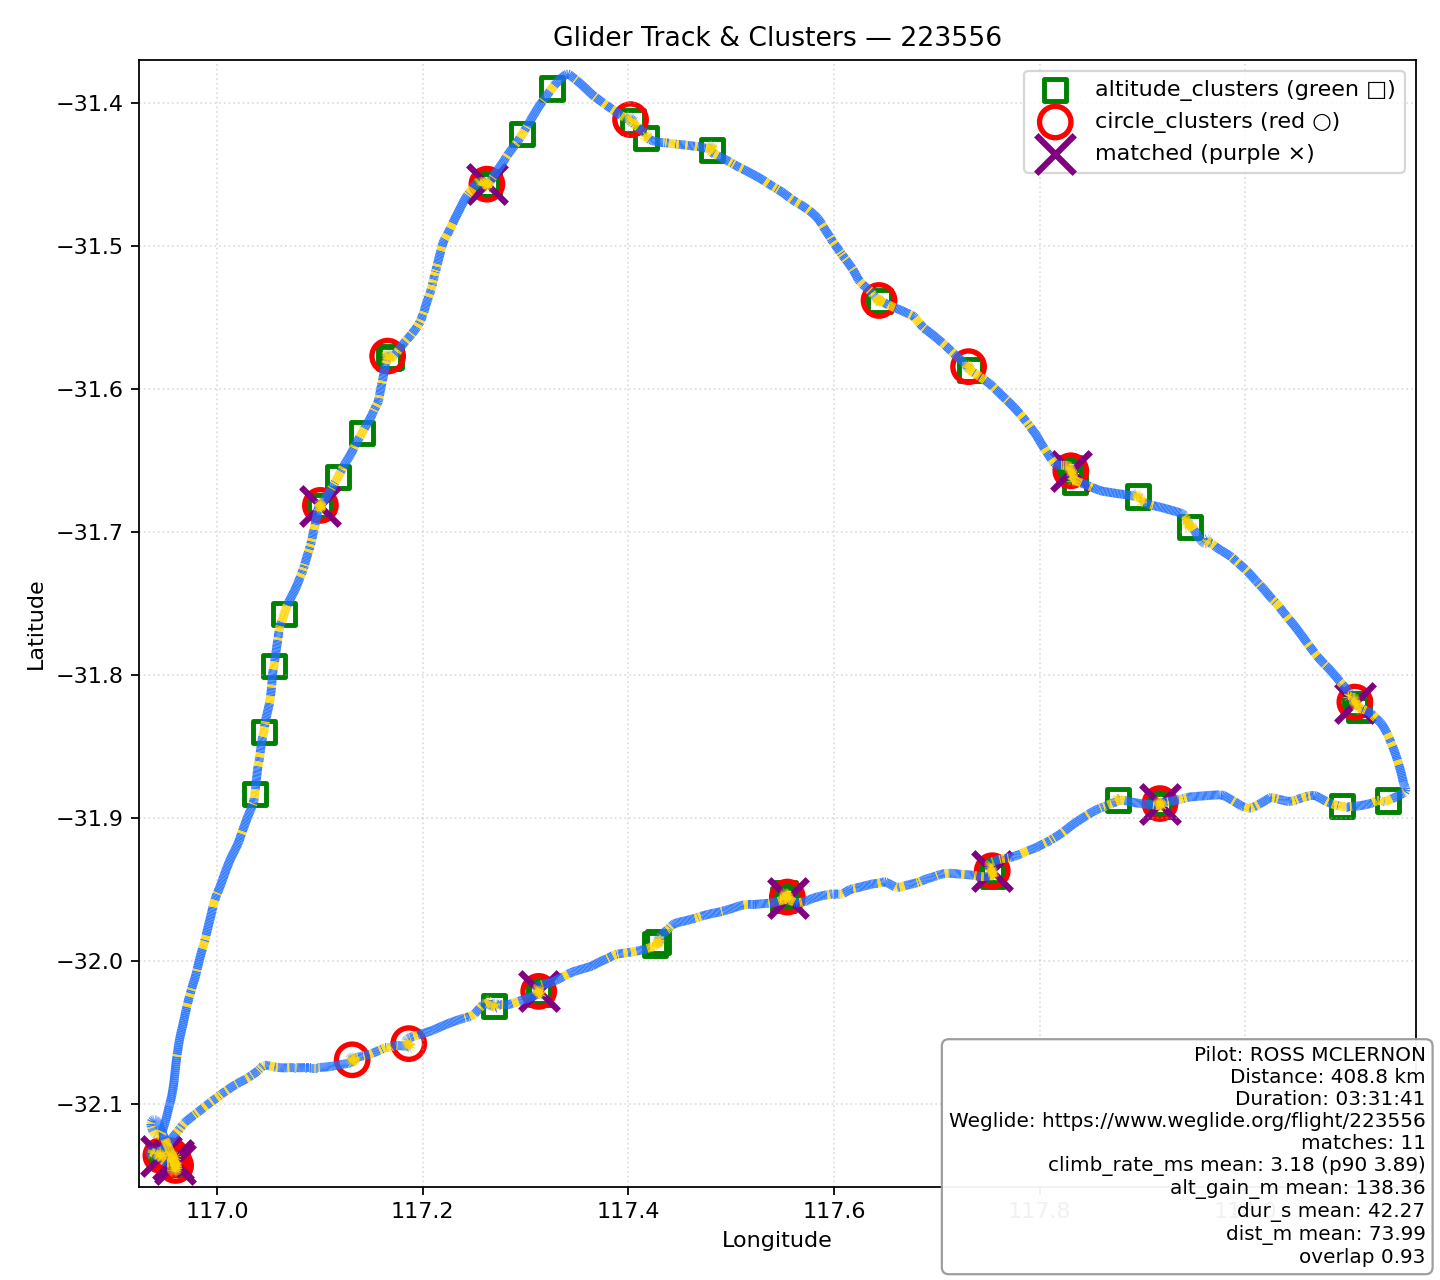 Glider Track & Clusters — 223556
altitude_clusters (green □)
circle_clusters (red ○)
matched (purple ×)
−31.4
−31.5
−31.6
−31.7
−31.8
−31.9
−32.0
−32.1
Latitude
117.0
117.2
117.4
117.6
117.8
Longitude
Pilot: ROSS MCLERNON
Distance: 408.8 km
Duration: 03:31:41
Weglide: https://www.weglide.org/flight/223556
matches: 11
climb_rate_ms mean: 3.18 (p90 3.89)
alt_gain_m mean: 138.36
dur_s mean: 42.27
dist_m mean: 73.99
overlap 0.93